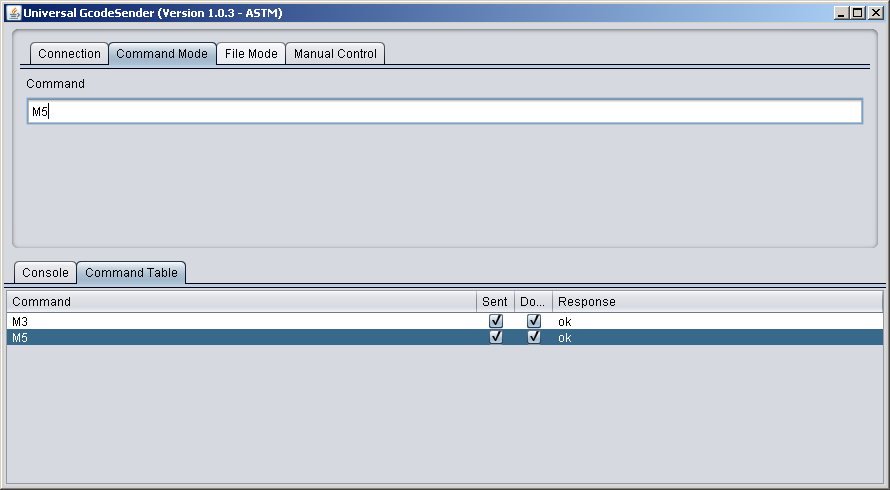 Universal GcodeSender (Version 1.0.3 - ASTM)
Connection Command Mode File Mode Manual Control
Command
M5
Console Command Table
Command Sent Do... Response
M3 ok
M5 ok